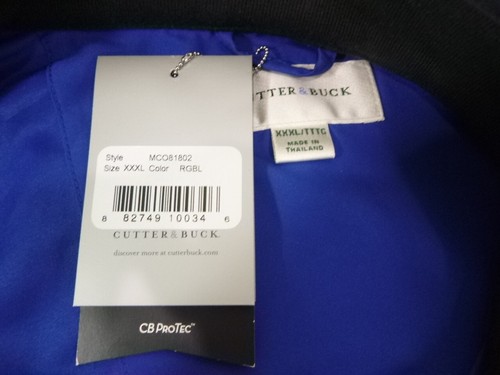 CUTTER & BUCK
XXXL/TTTG
MADE IN
THAILAND
Style MCO81802
Size XXXL Color RGBL
8 82749 10034 6
CUTTER & BUCK
discover more at cutterbuck.com
CB PROTEC™